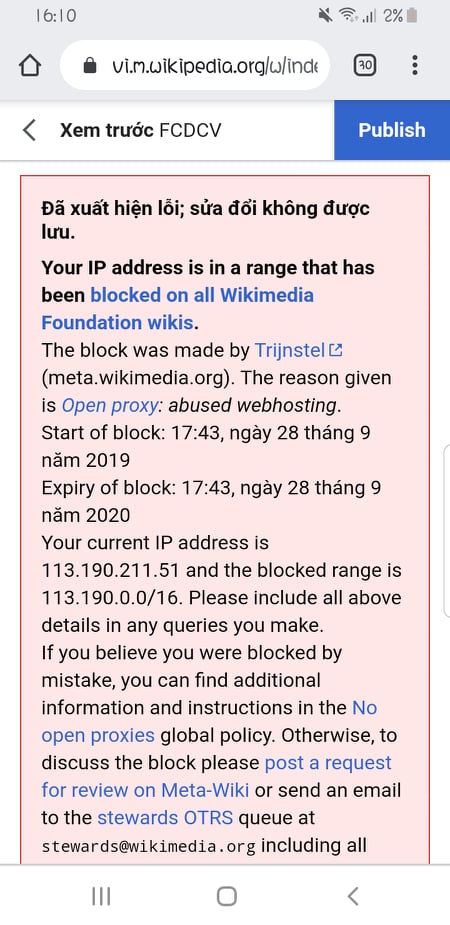 16:10
2%
vi.m.wikipedia.org/w/inde
30
Xem trước FCDCV
Publish
Đã xuất hiện lỗi; sửa đổi không được
lưu.
Your IP address is in a range that has
been blocked on all Wikimedia
Foundation wikis.
The block was made by Trijnstel
(meta.wikimedia.org). The reason given
is Open proxy: abused webhosting.
Start of block: 17:43, ngày 28 tháng 9
năm 2019
Expiry of block: 17:43, ngày 28 tháng 9
năm 2020
Your current IP address is
113.190.211.51 and the blocked range is
113.190.0.0/16. Please include all above
details in any queries you make.
If you believe you were blocked by
mistake, you can find additional
information and instructions in the No
open proxies global policy. Otherwise, to
discuss the block please post a request
for review on Meta-Wiki or send an email
to the stewards OTRS queue at
stewards@wikimedia.org including all